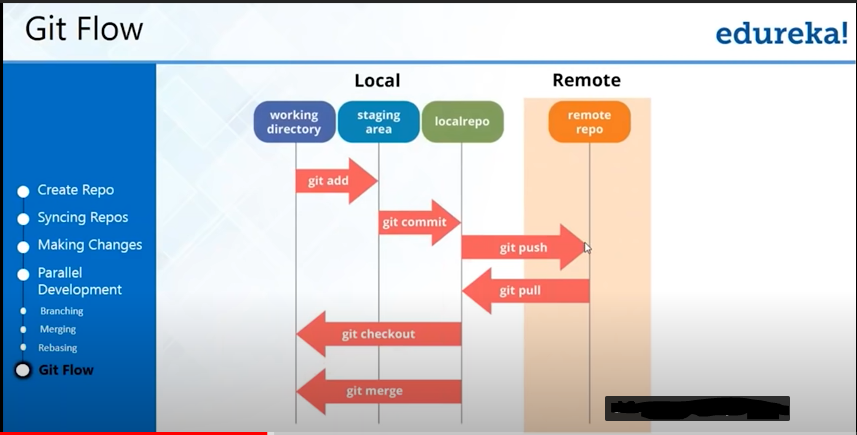 Git Flow
edureka!
Create Repo
Syncing Repos
Making Changes
Parallel
Development
Branching
Merging
Rebasing
Git Flow
Local
Remote
working
directory
staging
area
localrepo
remote
repo
git add
git commit
git push
git pull
git checkout
git merge